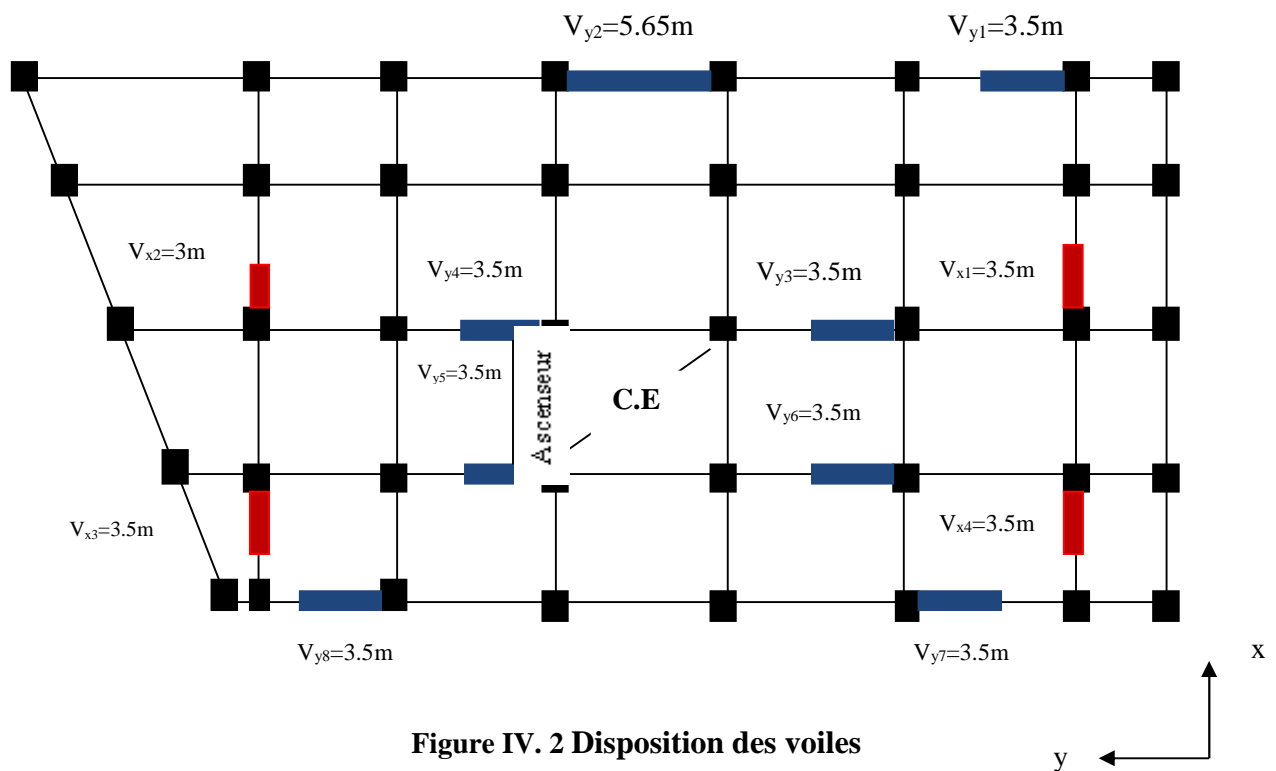 Vy2=5.65m
Vy1=3.5m
Vx2=3m
Vy4=3.5m
Vy3=3.5m
Vx1=3.5m
Vy5=3.5m
Ascenseur
C.E
Vy6=3.5m
Vx3=3.5m
Vx4=3.5m
Vy8=3.5m
Vy7=3.5m
x
Figure IV. 2 Disposition des voiles
y